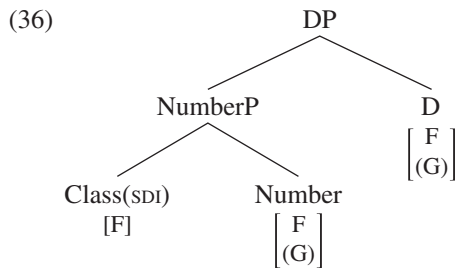 (36) DP
NumberP D
[F
(G)]
Class(SDI) Number
[F] [F
(G)]